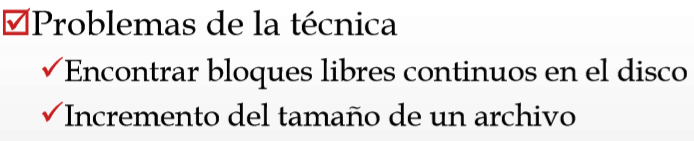 Problemas de la técnica
Encontrar bloques libres continuos en el disco
Incremento del tamaño de un archivo